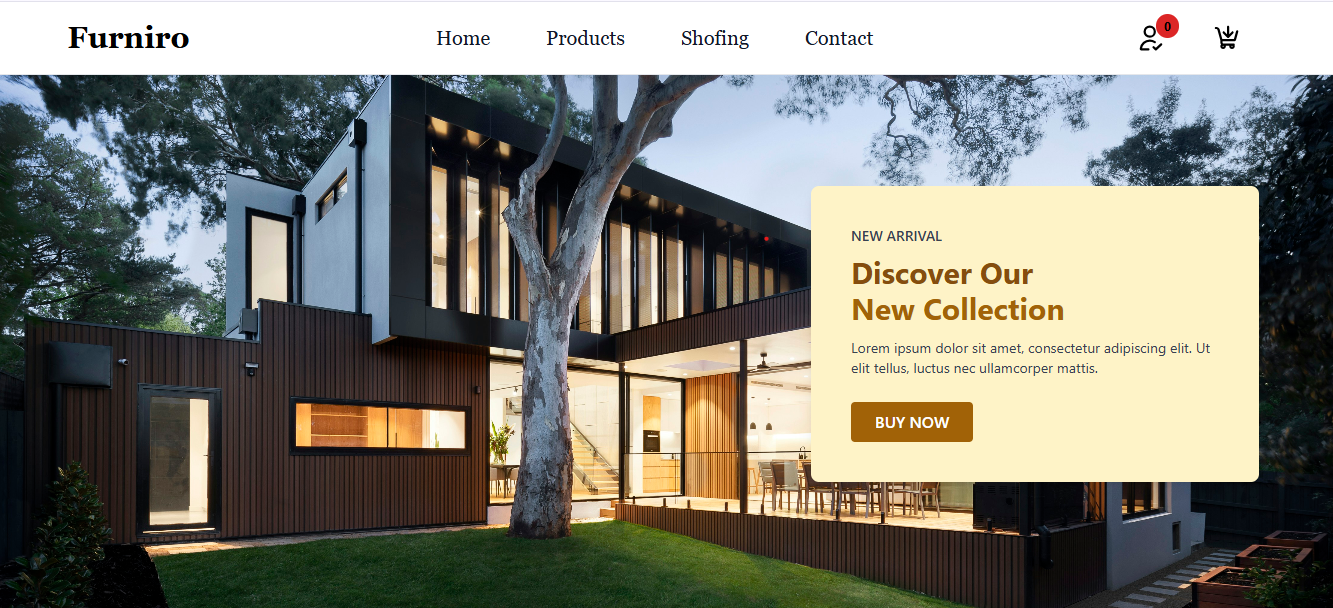 Furniro
Home Products Shofing Contact
0
NEW ARRIVAL
Discover Our
New Collection
Lorem ipsum dolor sit amet, consectetur adipiscing elit. Ut
elit tellus, luctus nec ullamcorper mattis.
BUY NOW